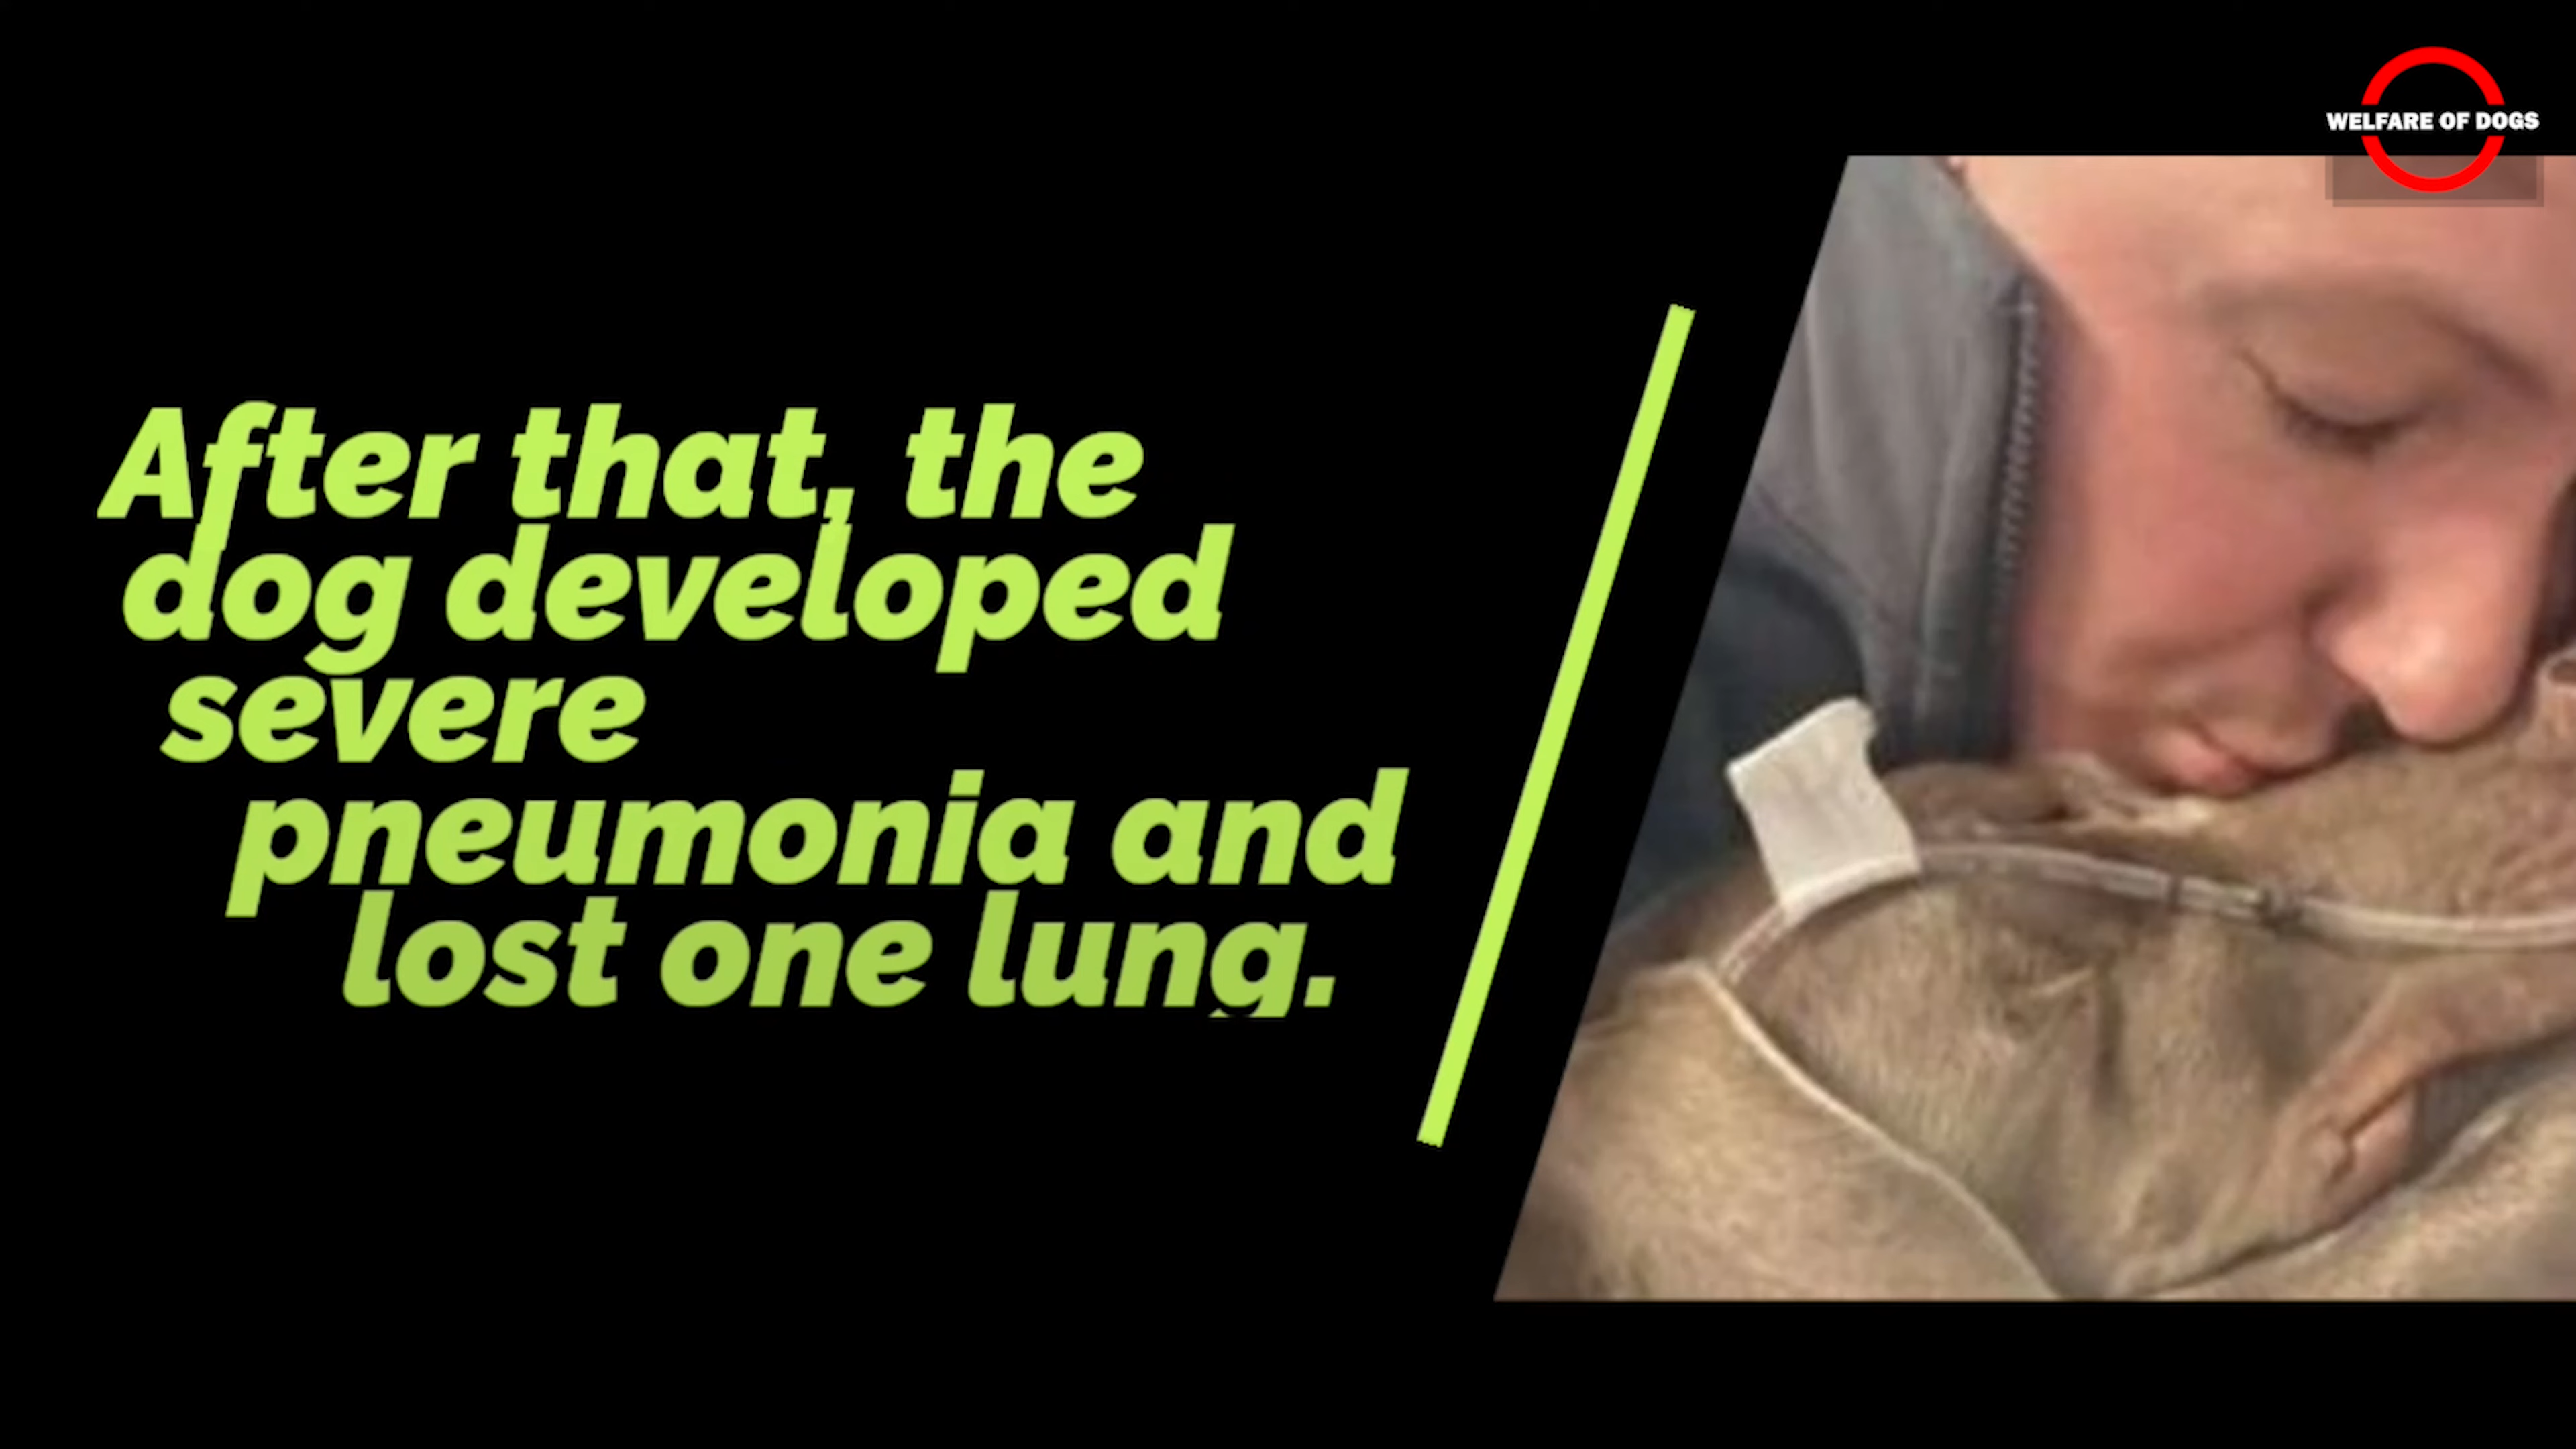 WELFARE OF DOGS
After that, the
dog developed
severe
pneumonia and
lost one lung.